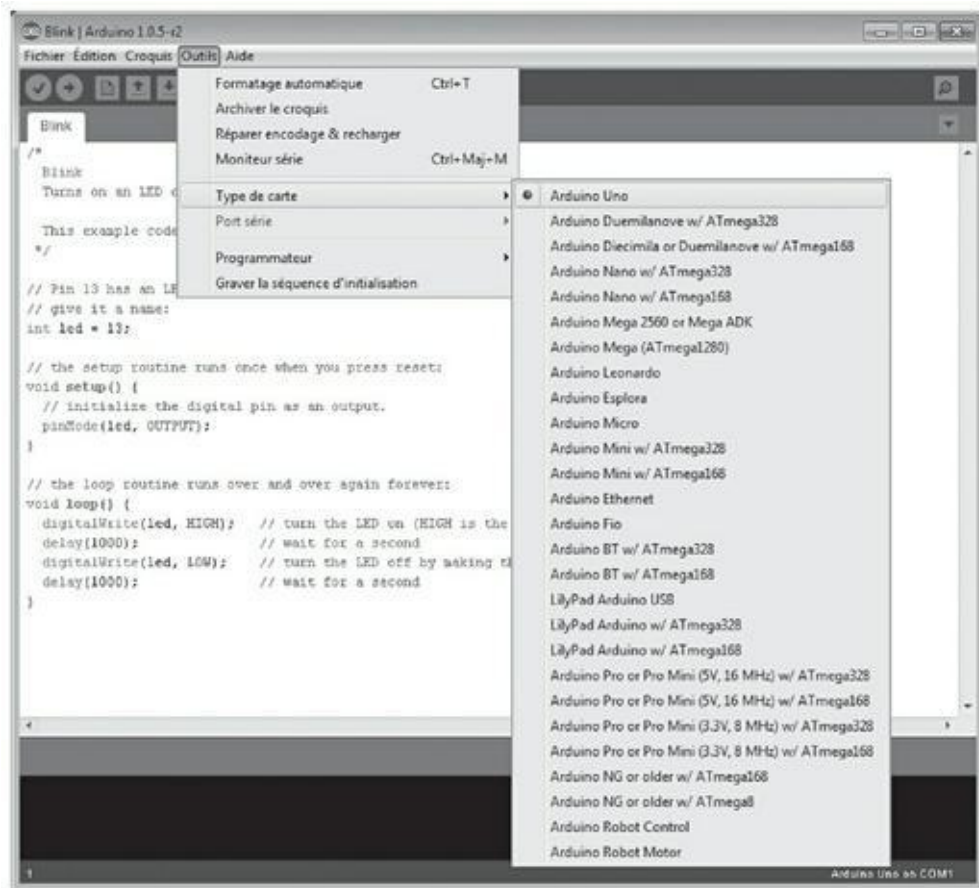 Blink | Arduino 1.0.5-r2
Fichier Édition Croquis Outils Aide
Formatage automatique Ctrl+T
Archiver le croquis
Réparer encodage & recharger
Moniteur série Ctrl+Maj+M
Type de carte
Port série
Programmateur
Graver la séquence d'initialisation
Arduino Uno
Arduino Duemilanove w/ ATmega328
Arduino Diecimila or Duemilanove w/ ATmega168
Arduino Nano w/ ATmega328
Arduino Nano w/ ATmega168
Arduino Mega 2560 or Mega ADK
Arduino Mega (ATmega1280)
Arduino Leonardo
Arduino Esplora
Arduino Micro
Arduino Mini w/ ATmega328
Arduino Mini w/ ATmega168
Arduino Ethernet
Arduino Fio
Arduino BT w/ ATmega328
Arduino BT w/ ATmega168
LilyPad Arduino USB
LilyPad Arduino w/ ATmega328
LilyPad Arduino w/ ATmega168
Arduino Pro or Pro Mini (5V, 16 MHz) w/ ATmega328
Arduino Pro or Pro Mini (5V, 16 MHz) w/ ATmega168
Arduino Pro or Pro Mini (3.3V, 8 MHz) w/ ATmega328
Arduino Pro or Pro Mini (3.3V, 8 MHz) w/ ATmega168
Arduino NG or older w/ ATmega168
Arduino NG or older w/ ATmega8
Arduino Robot Control
Arduino Robot Motor
Blink
/*
Blink
Turns on an LED
This example code
*/
// Pin 13 has an
// give it a name:
int led = 13;
// the setup routine runs once when you press reset:
void setup() {
// initialize the digital pin as an output.
pinMode(led, OUTPUT);
}
// the loop routine runs over and over again forever:
void loop() {
digitalWrite(led, HIGH); // turn the LED on (HIGH is the
delay(1000); // wait for a second
digitalWrite(led, LOW); // turn the LED off by making
delay(1000); // wait for a second
}
1
Arduino Uno on COM1